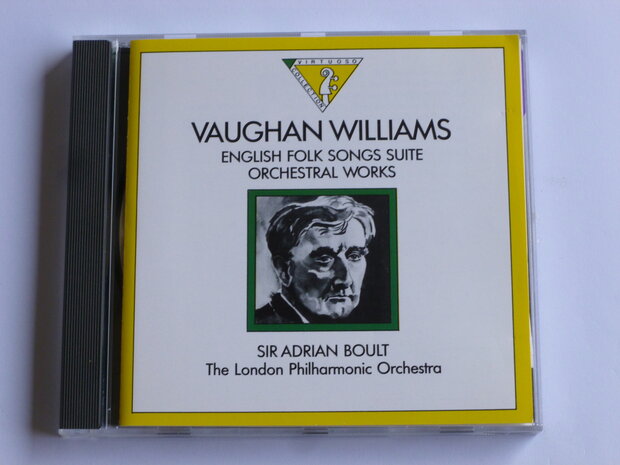 VIRTUOSO
COLLECTION
VAUGHAN WILLIAMS
ENGLISH FOLK SONGS SUITE
ORCHESTRAL WORKS
SIR ADRIAN BOULT
The London Philharmonic Orchestra